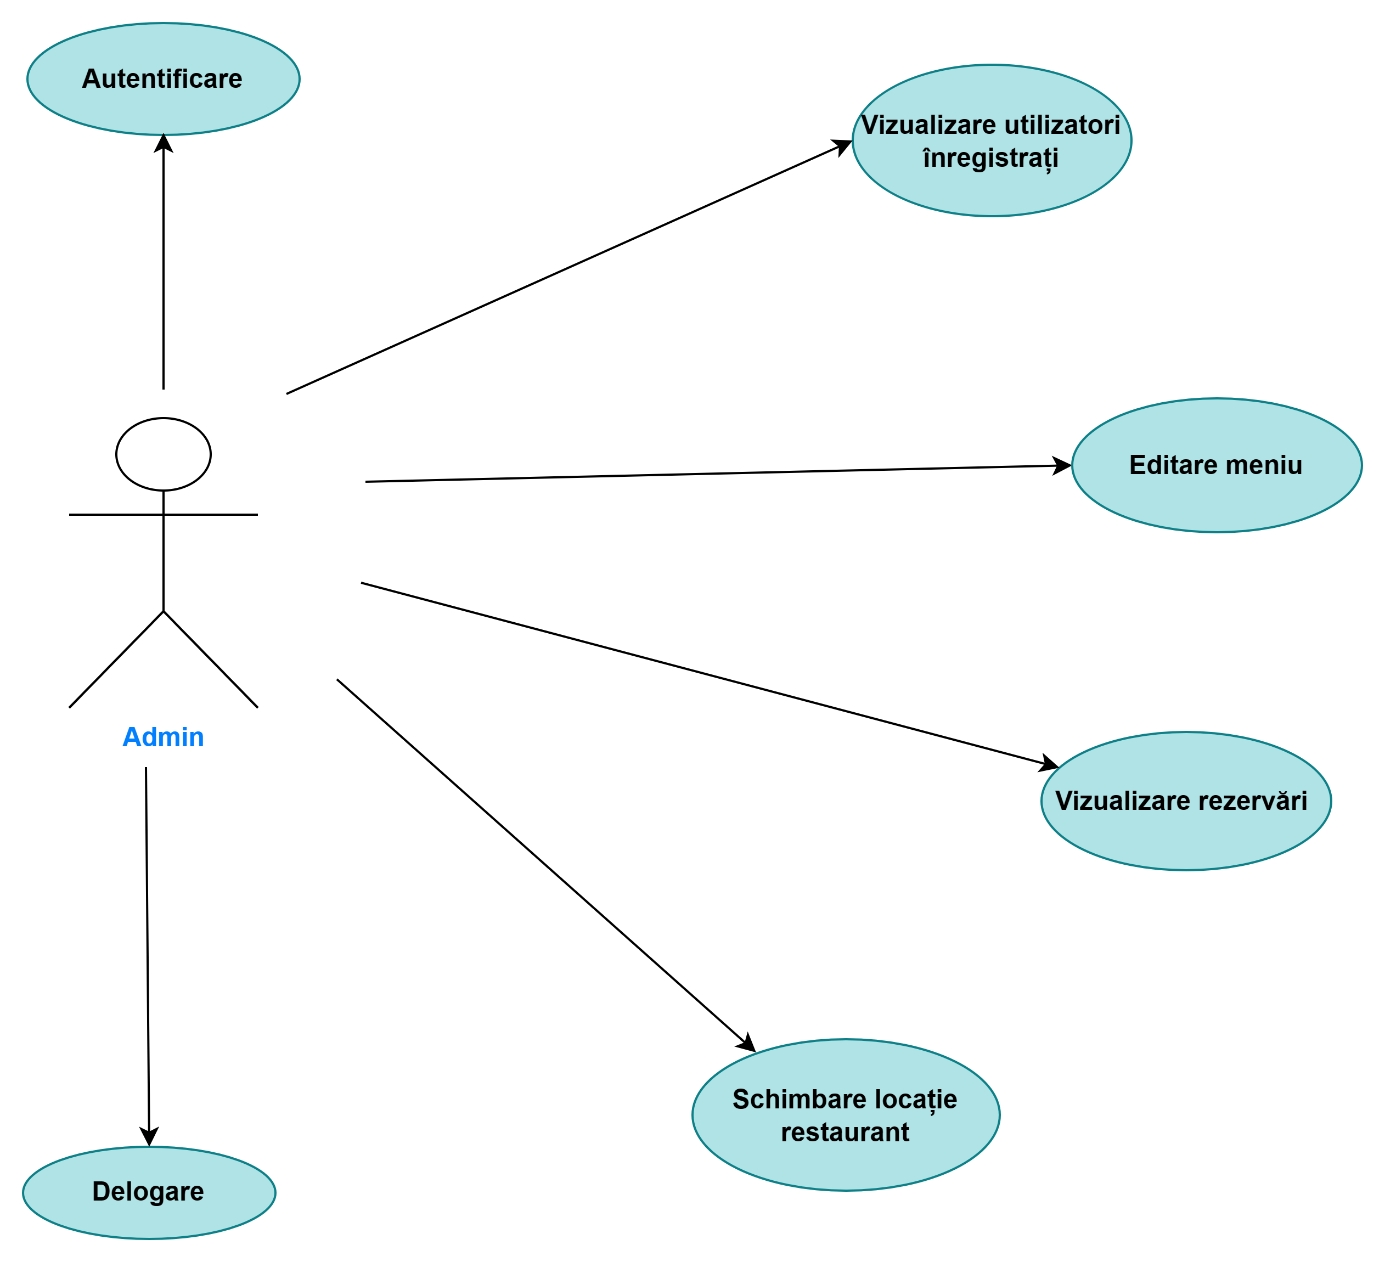 Autentificare
Vizualizare utilizatori
înregistrați
Editare meniu
Admin
Vizualizare rezervări
Schimbare locație
restaurant
Delogare